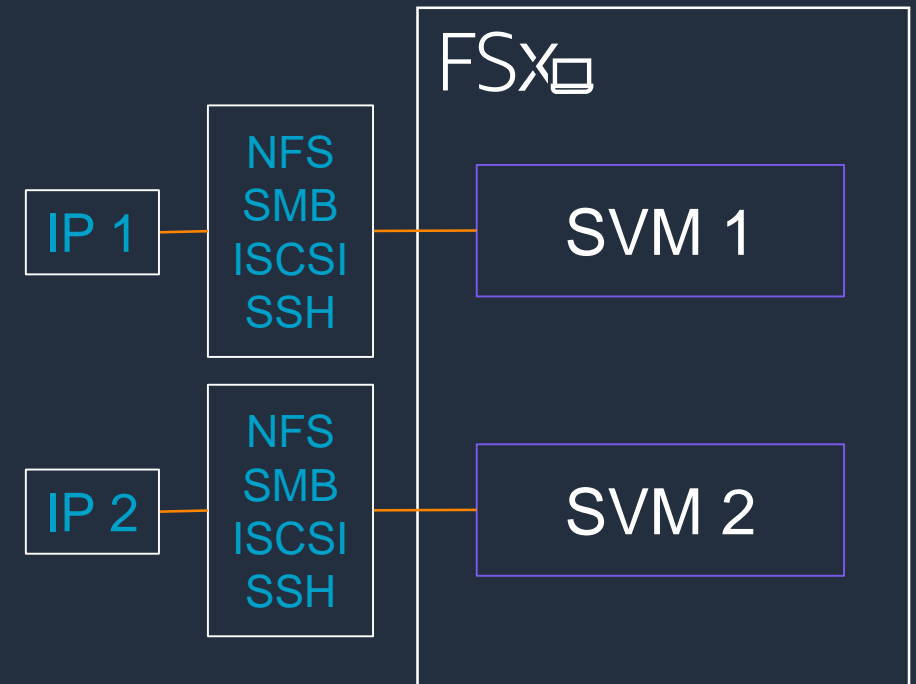 FSx
IP 1
NFS
SMB
ISCSI
SSH
SVM 1
IP 2
NFS
SMB
ISCSI
SSH
SVM 2